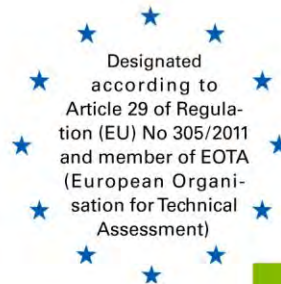 Designated
according to
Article 29 of Regula-
tion (EU) No 305/2011
and member of EOTA
(European Organi-
sation for Technical
Assessment)